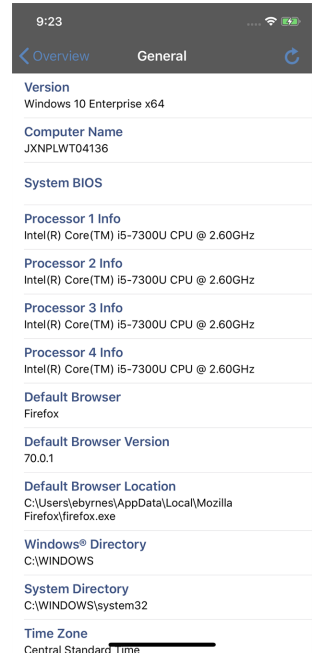 9:23
Overview
General
Version
Windows 10 Enterprise x64
Computer Name
JXNPLWT04136
System BIOS
Processor 1 Info
Intel(R) Core(TM) i5-7300U CPU @ 2.60GHz
Processor 2 Info
Intel(R) Core(TM) i5-7300U CPU @ 2.60GHz
Processor 3 Info
Intel(R) Core(TM) i5-7300U CPU @ 2.60GHz
Processor 4 Info
Intel(R) Core(TM) i5-7300U CPU @ 2.60GHz
Default Browser
Firefox
Default Browser Version
70.0.1
Default Browser Location
C:\Users\ebyrnes\AppData\Local\Mozilla
Firefox\firefox.exe
Windows® Directory
C:\WINDOWS
System Directory
C:\WINDOWS\system32
Time Zone
Central Standard Time